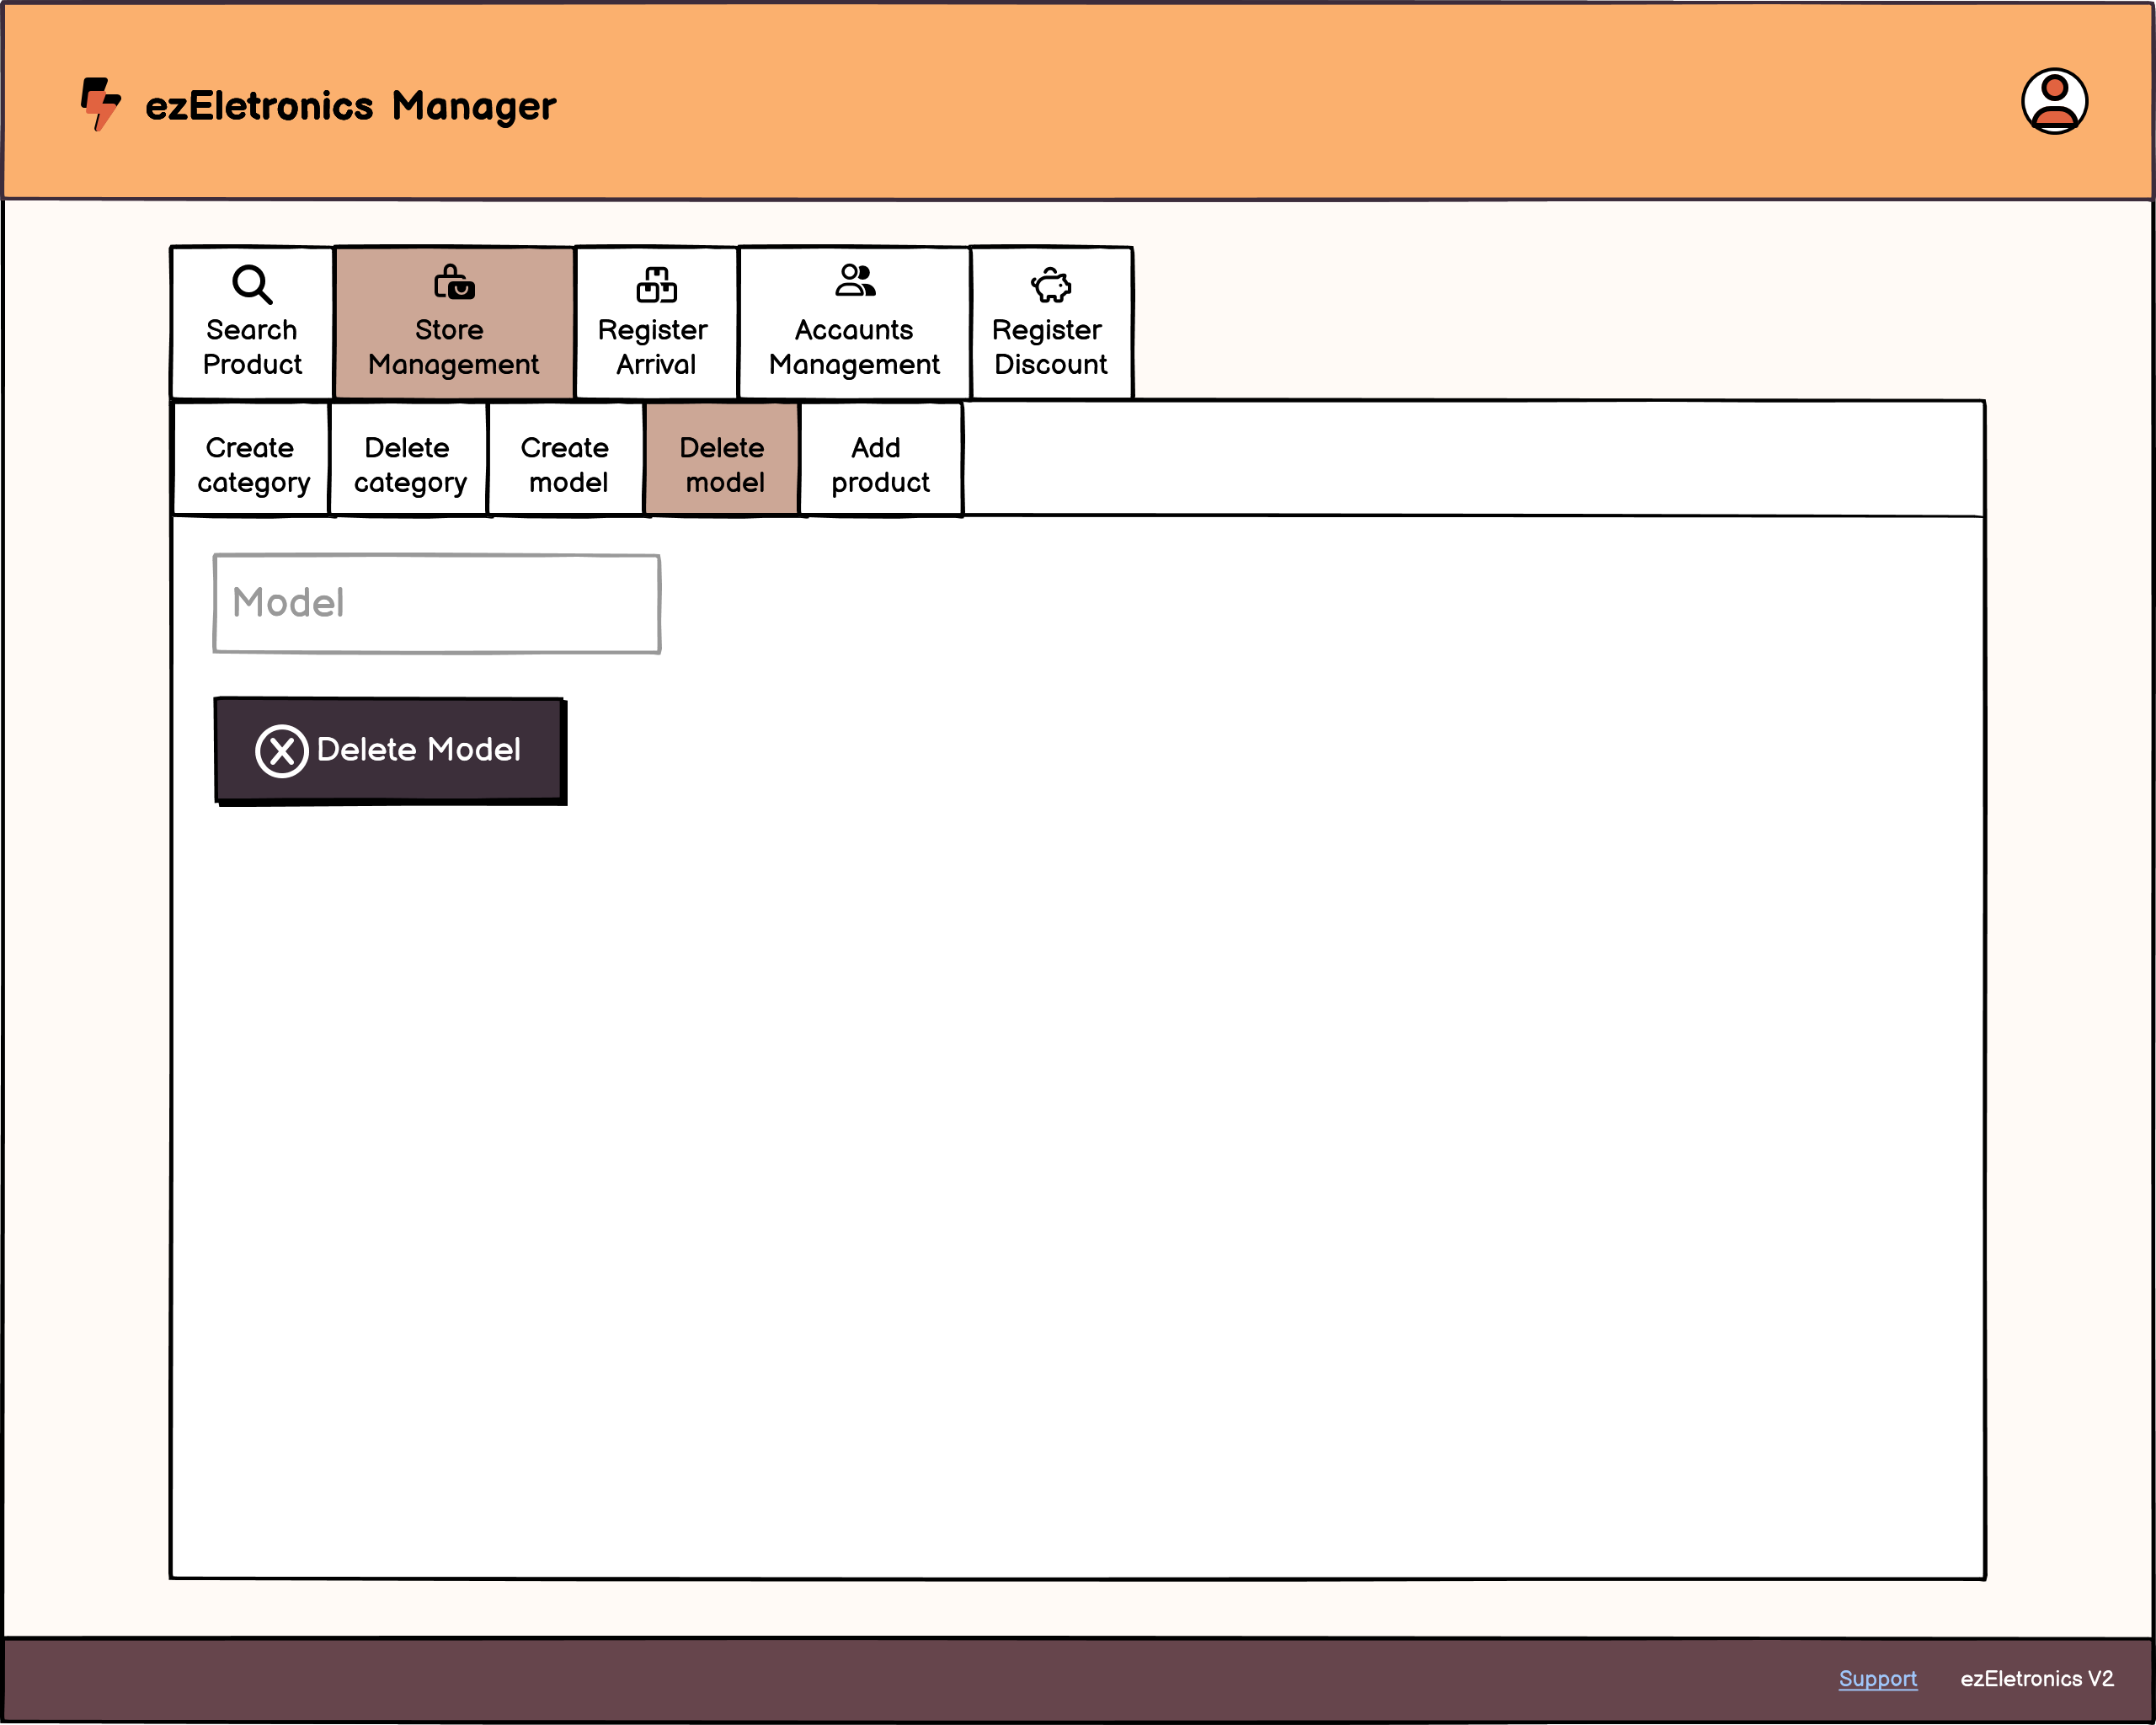 ezEletronics Manager
Search
Product
Store
Management
Register
Arrival
Accaunts
Management
Register
Discount
Create
category
Delete
category
Create
model
Delete
model
Add
product
Model
Delete Model
Support
ezEletronics V2